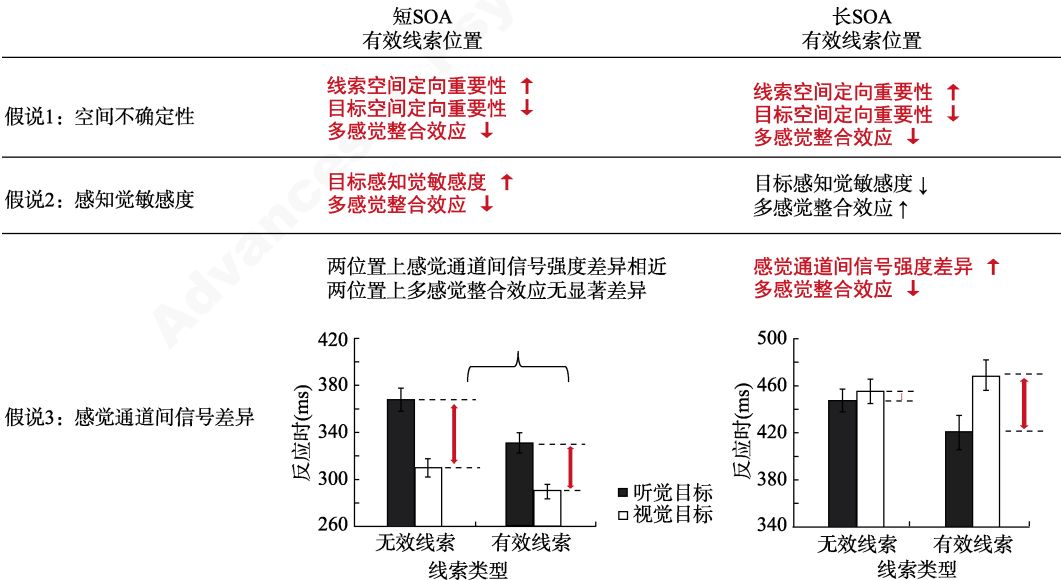 短SOA
有效线索位置
长SOA
有效线索位置
假说1：空间不确定性
线索空间定向重要性 ↑
目标空间定向重要性 ↓
多感觉整合效应 ↓
线索空间定向重要性 ↑
目标空间定向重要性 ↓
多感觉整合效应 ↓
假说2：感知觉敏感度
目标感知觉敏感度 ↑
多感觉整合效应 ↓
目标感知觉敏感度↓
多感觉整合效应↑
假说3：感觉通道间信号差异
两位置上感觉通道间信号强度差异相近
两位置上多感觉整合效应无显著差异
感觉通道间信号强度差异 ↑
多感觉整合效应 ↓
反应时(ms)
420
380
340
300
260
无效线索
有效线索
线索类型
听觉目标
视觉目标
反应时(ms)
500
460
420
380
340
无效线索
有效线索
线索类型
Advances